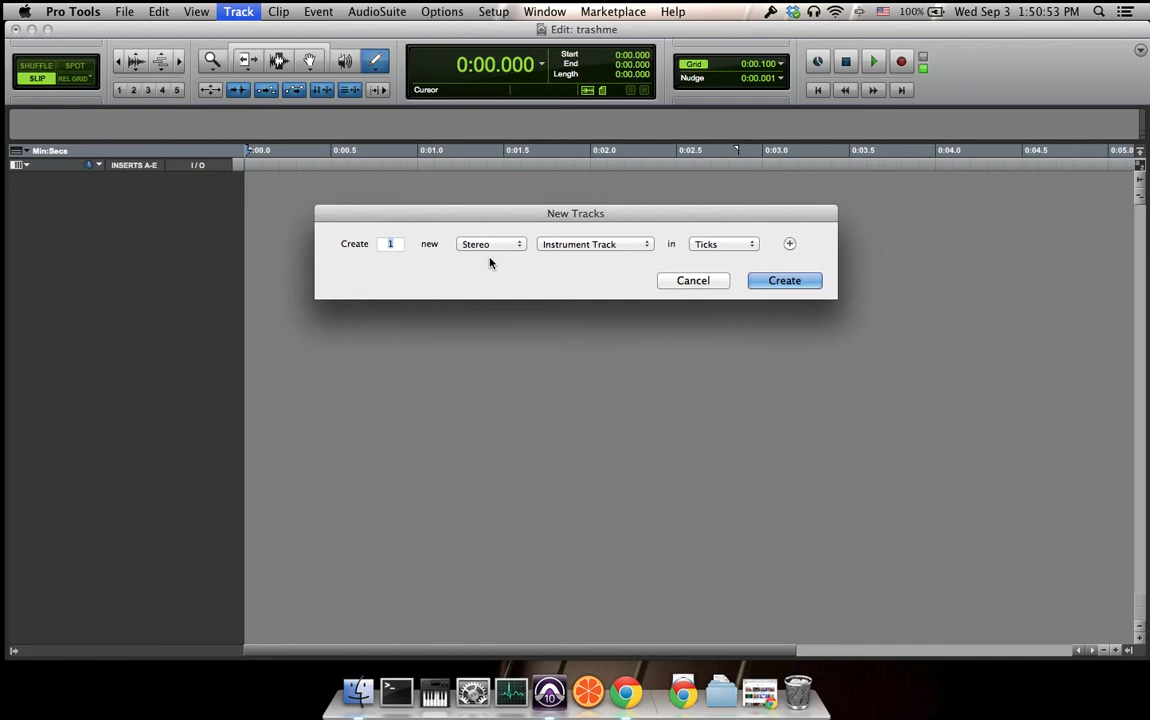 Pro Tools File Edit View Track Clip Event AudioSuite Options Setup Window Marketplace Help 100% Wed Sep 3 1:50:53 PM
Edit: trashme
SHUFFLE SPOT
SLIP REL GRID
1 2 3 4 5
0:00.000
Start 0:00.000
End 0:00.000
Length 0:00.000
Cursor
Grid 0:00.100
Nudge 0:00.001
Min:Secs 0:00.0 0:00.5 0:01.0 0:01.5 0:02.0 0:02.5 0:03.0 0:03.5 0:04.0 0:04.5 0:05.0
INSERTS A-E I / O
New Tracks
Create 1 new Stereo Instrument Track in Ticks
Cancel Create
10